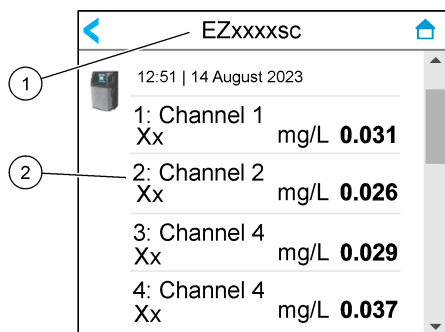 EZxxxxsc
1
12:51 | 14 August 2023
1: Channel 1
Xx mg/L 0.031
2
2: Channel 2
Xx mg/L 0.026
3: Channel 4
Xx mg/L 0.029
4: Channel 4
Xx mg/L 0.037